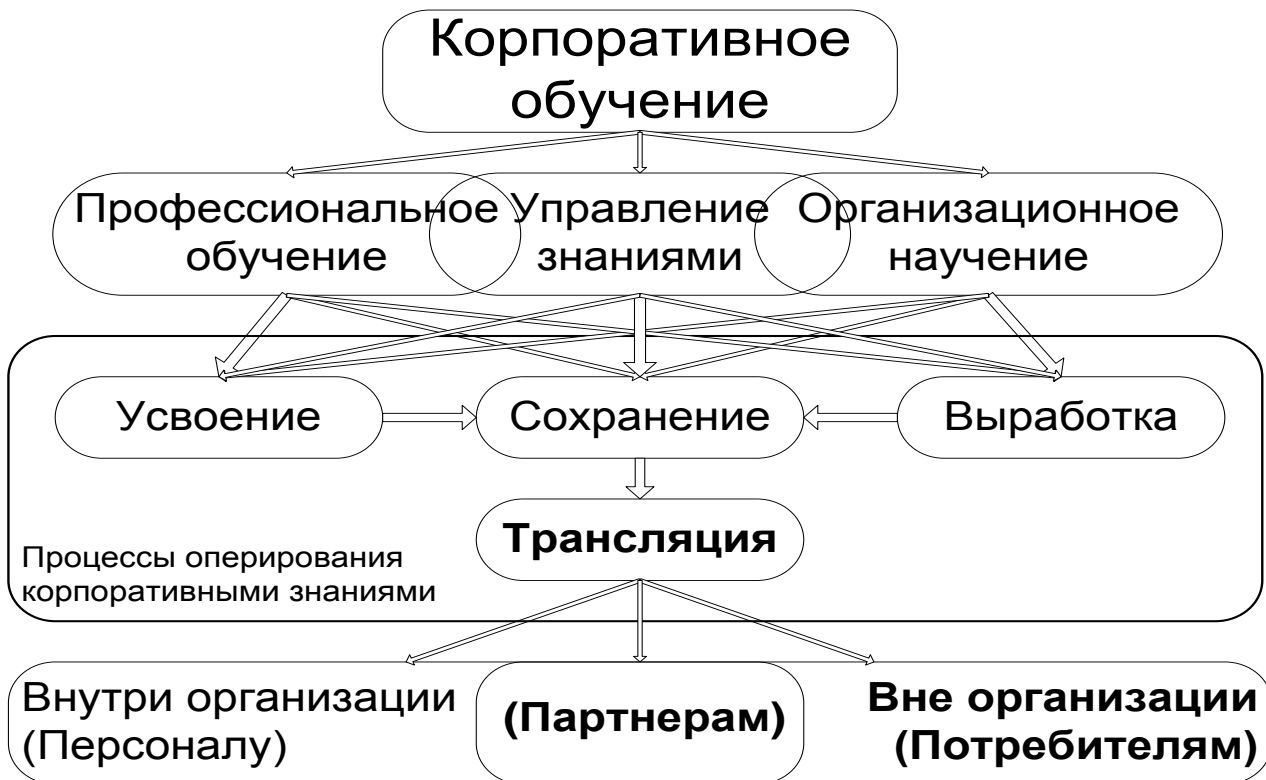 Корпоративное
обучение
Профессиональное
обучение
Управление
знаниями
Организационное
научение
Усвоение
Сохранение
Выработка
Трансляция
Процессы оперирования
корпоративными знаниями
Внутри организации
(Персоналу)
(Партнерам)
Вне организации
(Потребителям)